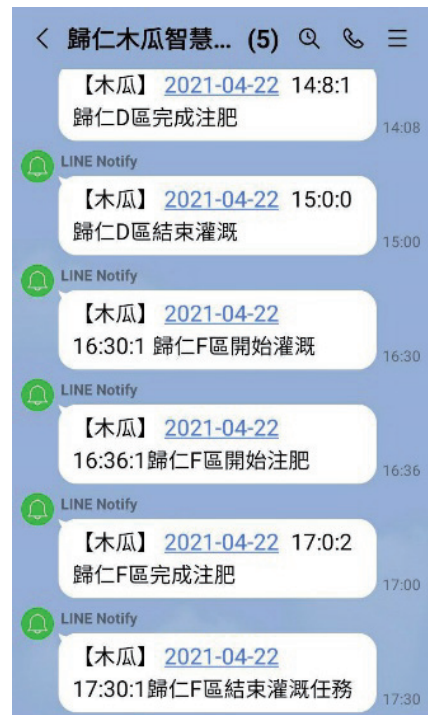 歸仁木瓜智慧... (5)
【木瓜】 2021-04-22 14:8:1
歸仁D區完成注肥
14:08
LINE Notify
【木瓜】 2021-04-22 15:0:0
歸仁D區結束灌溉
15:00
LINE Notify
【木瓜】 2021-04-22
16:30:1 歸仁F區開始灌溉
16:30
LINE Notify
【木瓜】 2021-04-22
16:36:1歸仁F區開始注肥
16:36
LINE Notify
【木瓜】 2021-04-22 17:0:2
歸仁F區完成注肥
17:00
LINE Notify
【木瓜】 2021-04-22
17:30:1歸仁F區結束灌溉任務
17:30